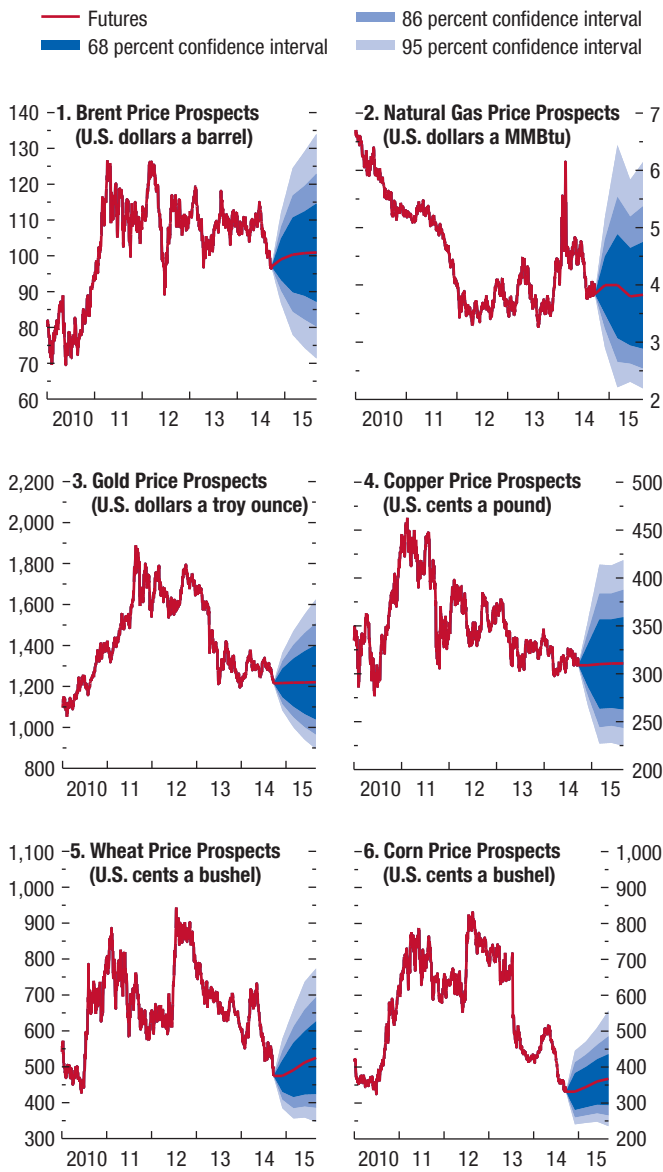 Futures
68 percent confidence interval
86 percent confidence interval
95 percent confidence interval
1. Brent Price Prospects
(U.S. dollars a barrel)
140
130
120
110
100
90
80
70
60
2010 11 12 13 14 15
2. Natural Gas Price Prospects
(U.S. dollars a MMBtu)
7
6
5
4
3
2
2010 11 12 13 14 15
3. Gold Price Prospects
(U.S. dollars a troy ounce)
2,200
2,000
1,800
1,600
1,400
1,200
1,000
800
2010 11 12 13 14 15
4. Copper Price Prospects
(U.S. cents a pound)
500
450
400
350
300
250
200
2010 11 12 13 14 15
5. Wheat Price Prospects
(U.S. cents a bushel)
1,100
1,000
900
800
700
600
500
400
300
2010 11 12 13 14 15
6. Corn Price Prospects
(U.S. cents a bushel)
1,000
900
800
700
600
500
400
300
200
2010 11 12 13 14 15